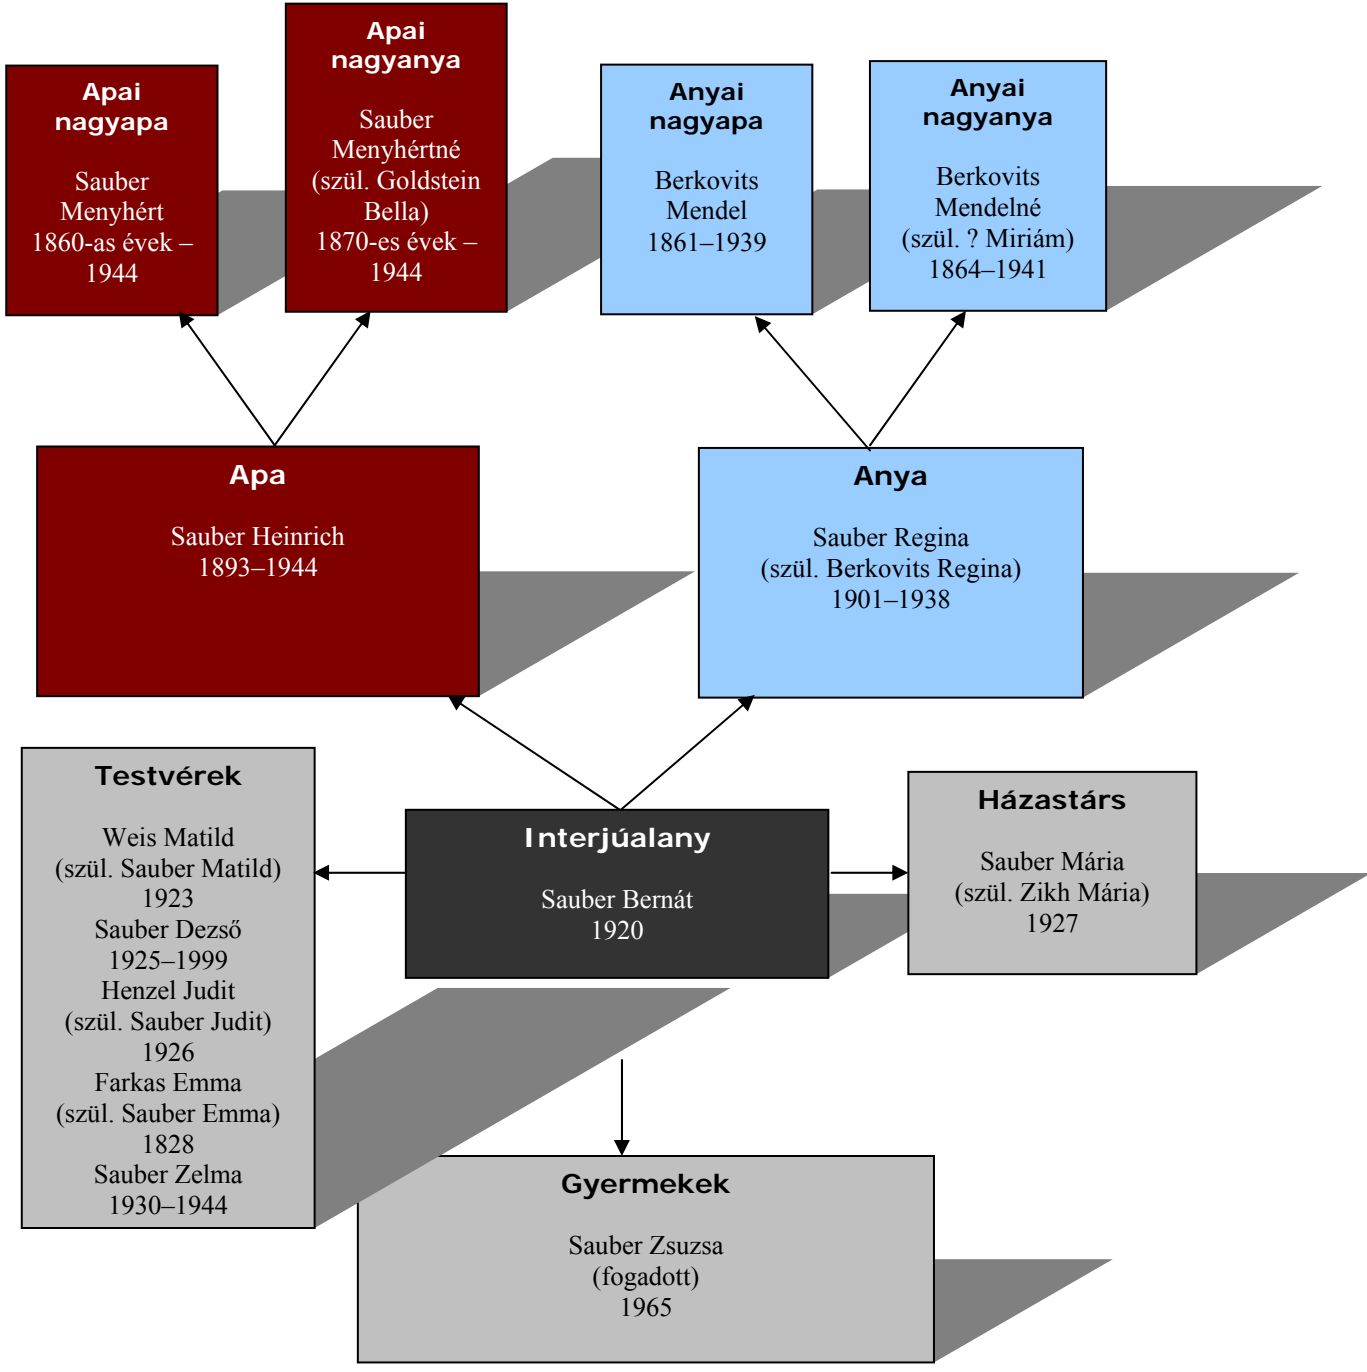 Apai
nagyapa
Sauber
Menyhért
1860-as évek –
1944
Apai
nagyanya
Sauber
Menyhértné
(szül. Goldstein
Bella)
1870-es évek –
1944
Anyai
nagyapa
Berkovits
Mendel
1861–1939
Anyai
nagyanya
Berkovits
Mendelné
(szül. ? Miriám)
1864–1941
Apa
Sauber Heinrich
1893–1944
Anya
Sauber Regina
(szül. Berkovits Regina)
1901–1938
Testvérek
Weis Matild
(szül. Sauber Matild)
1923
Sauber Dezső
1925–1999
Henzel Judit
(szül. Sauber Judit)
1926
Farkas Emma
(szül. Sauber Emma)
1828
Sauber Zelma
1930–1944
Interjúalany
Sauber Bernát
1920
Házastárs
Sauber Mária
(szül. Zikh Mária)
1927
Gyermekek
Sauber Zsuzsa
(fogadott)
1965